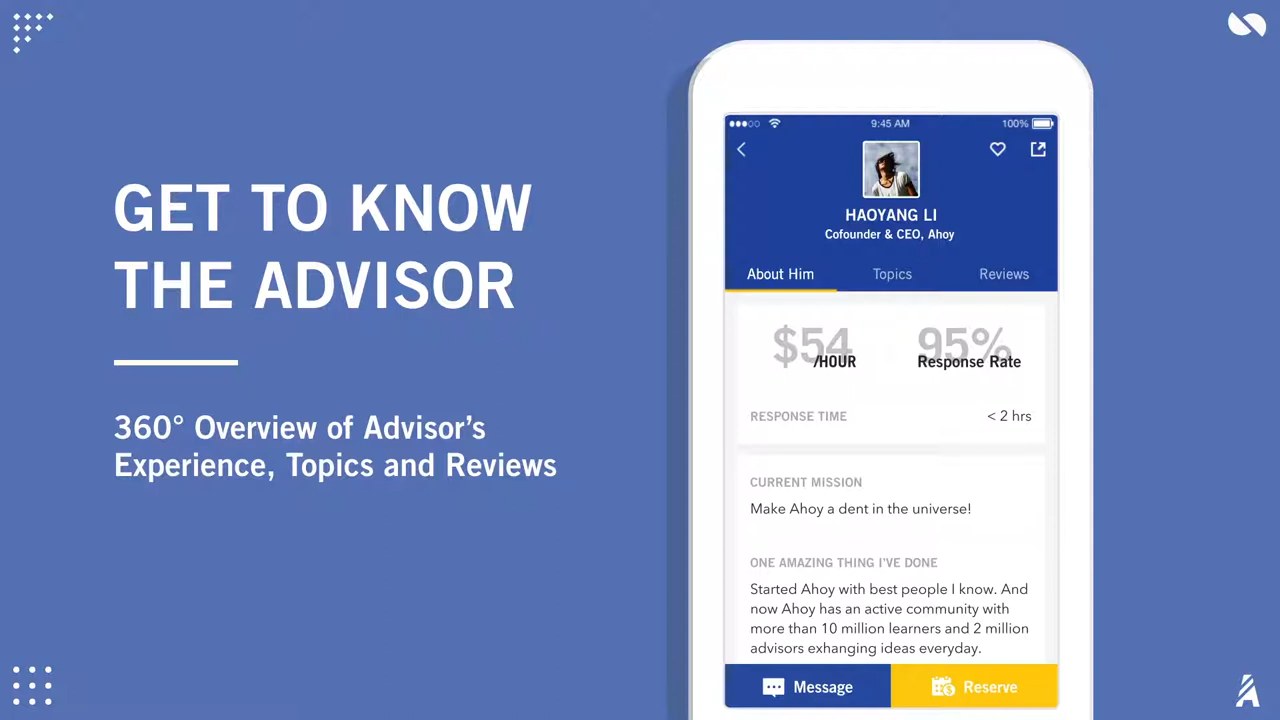 GET TO KNOW
THE ADVISOR
360° Overview of Advisor's
Experience, Topics and Reviews
9:45 AM
100%
HAOYANG LI
Cofounder & CEO, Ahoy
About Him
Topics
Reviews
$54
/HOUR
95%
Response Rate
RESPONSE TIME
< 2 hrs
CURRENT MISSION
Make Ahoy a dent in the universe!
ONE AMAZING THING I'VE DONE
Started Ahoy with best people I know. And
now Ahoy has an active community with
more than 10 million learners and 2 million
advisors exhanging ideas everyday.
Message
Reserve